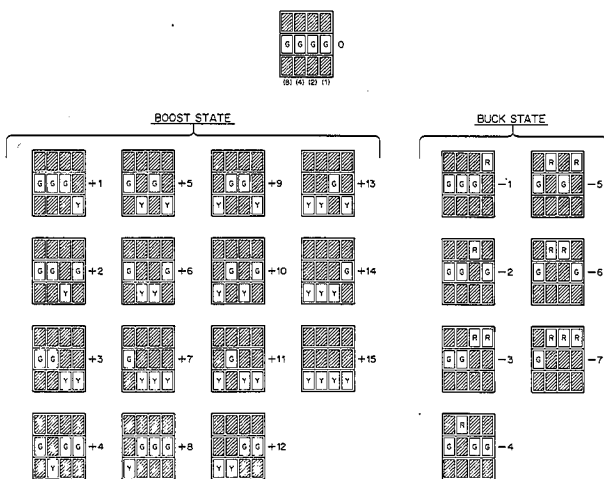 G G G G 0
(8) (4) (2) (1)
BOOST STATE
G G G +1
Y
G G G +2
Y
G G +3
Y Y
G G G +4
Y
G G +5
Y Y
G G +6
Y Y
G +7
Y Y Y
G G G +8
Y
G G +9
Y Y
G G +10
Y Y
G +11
Y Y Y
G G +12
Y Y
G +13
Y Y Y
G +14
Y Y Y
+15
Y Y Y Y
BUCK STATE
R
G G G -1
R
G G G -2
R R
G G -3
R
G G G -4
R R
G G -5
R R
G G -6
R R R
G -7